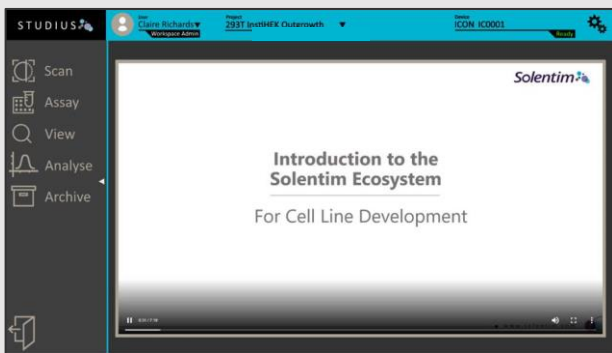 STUDIUS
User
Claire Richards
Workspace Admin
Project
293T InstiHEK Outgrowth
Device
ICON IC0001
Ready
Scan
Assay
View
Analyse
Archive
Solentim
Introduction to the
Solentim Ecosystem
For Cell Line Development